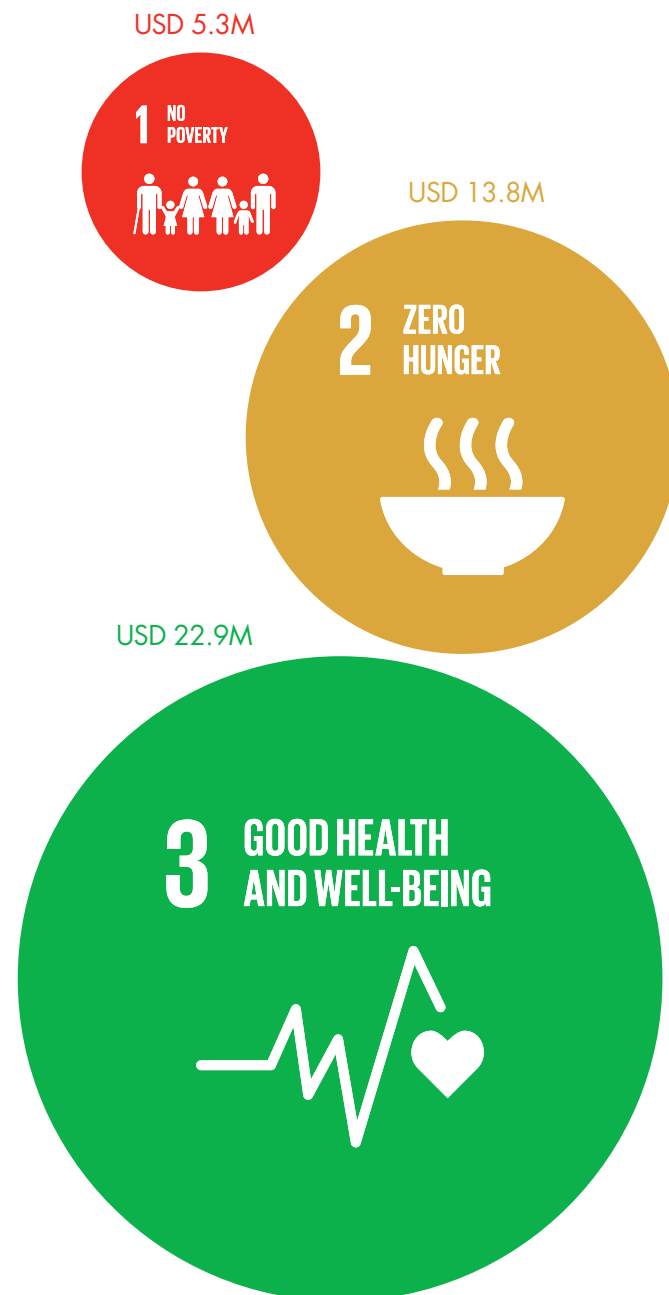 USD 5.3M
1 NO
POVERTY
USD 13.8M
2 ZERO
HUNGER
USD 22.9M
3 GOOD HEALTH
AND WELL-BEING